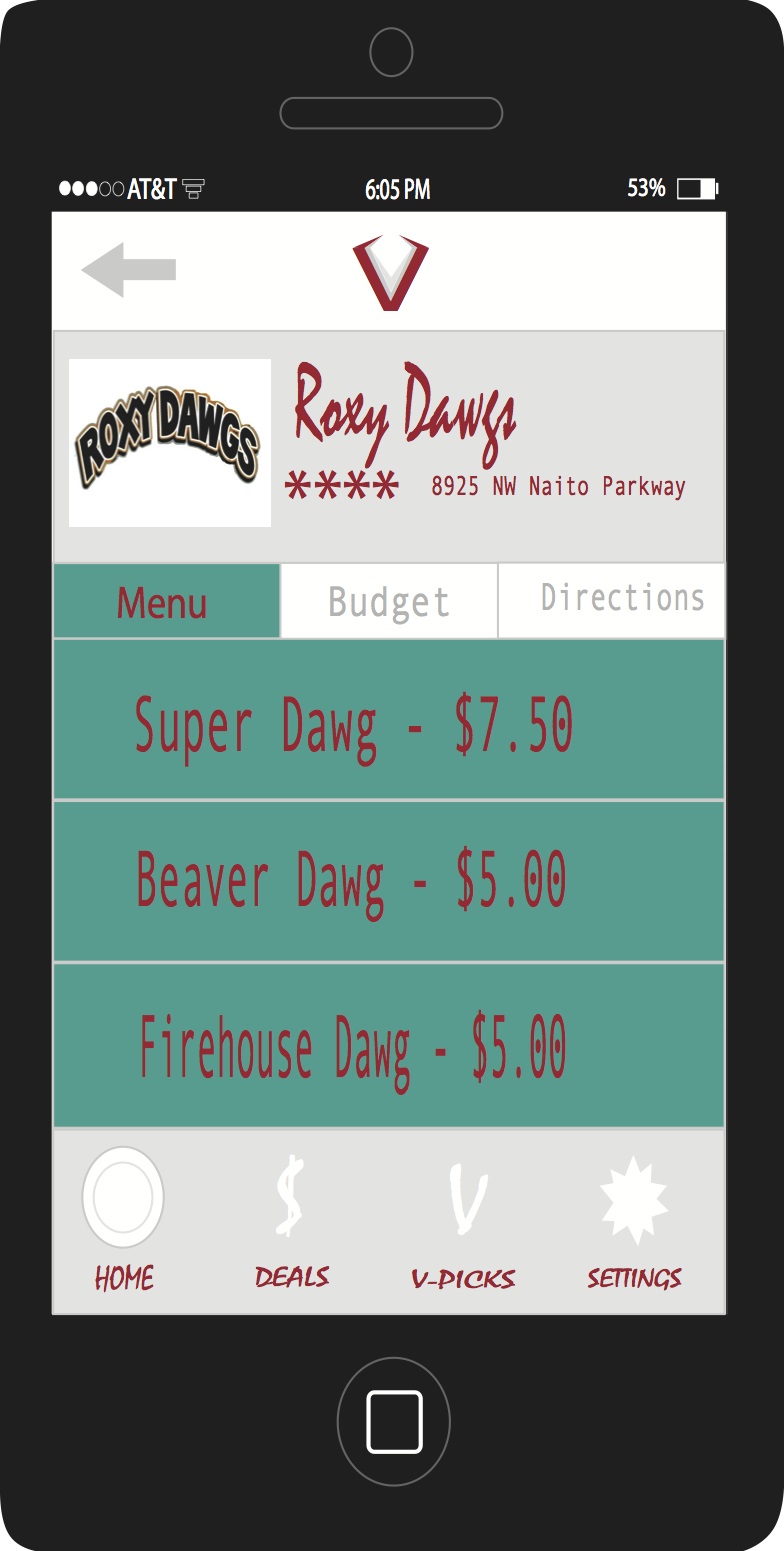 AT&T 6:05 PM 53%
ROXY DAWGS
Roxy Dawgs
**** 8925 NW Naito Parkway
Menu Budget Directions
Super Dawg - $7.50
Beaver Dawg - $5.00
Firehouse Dawg - $5.00
$ V
HOME DEALS V-PICKS SETTINGS